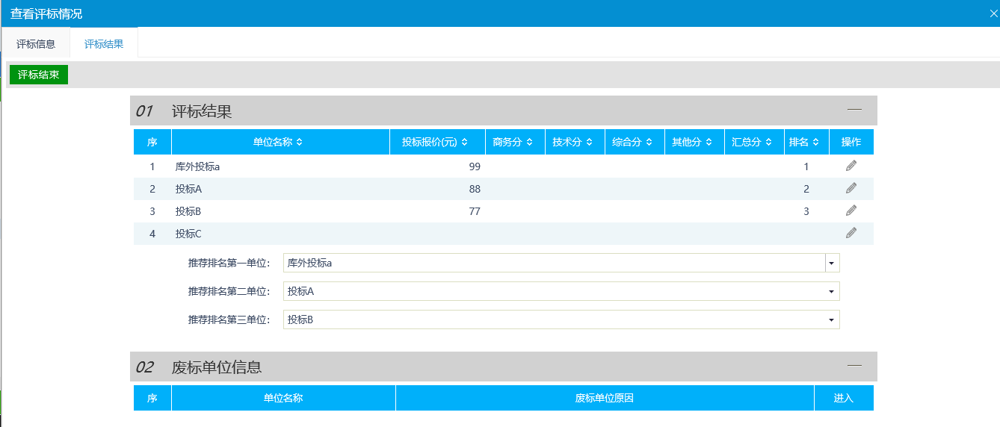 查看评标情况
评标信息 评标结果
评标结束
01 评标结果
序 单位名称 投标报价(元) 商务分 技术分 综合分 其他分 汇总分 排名 操作
1 库外投标a 99 1
2 投标A 88 2
3 投标B 77 3
4 投标C
推荐排名第一单位: 库外投标a
推荐排名第二单位: 投标A
推荐排名第三单位: 投标B
02 废标单位信息
序 单位名称 废标单位原因 进入